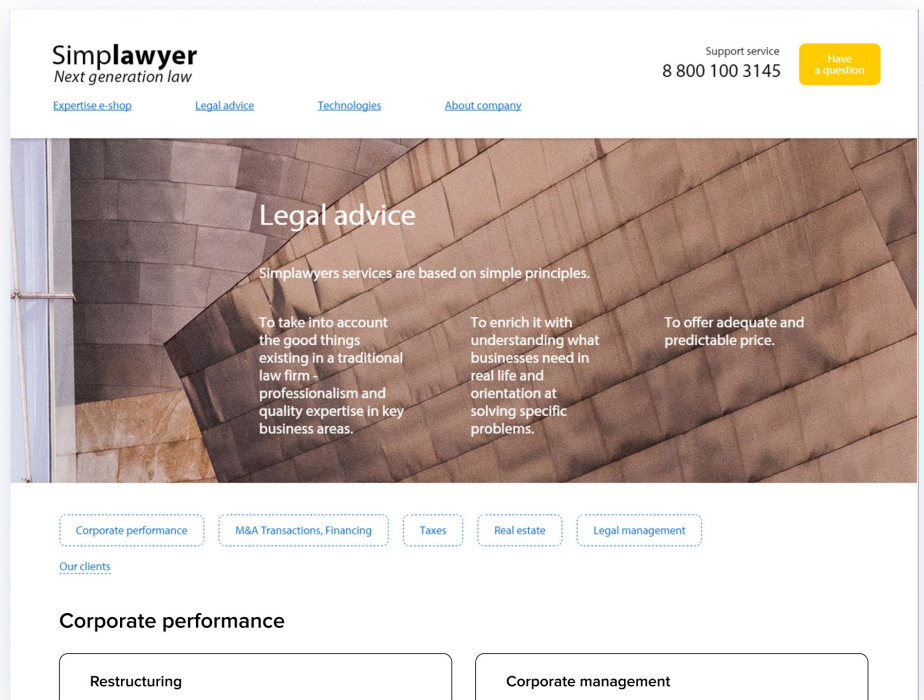 Simplawyer
Next generation law
Support service
8 800 100 3145
Have
a question
Expertise e-shop
Legal advice
Technologies
About company
Legal advice
Simplawyers services are based on simple principles.
To take into account
the good things
existing in a traditional
law firm -
professionalism and
quality expertise in key
business areas.
To enrich it with
understanding what
businesses need in
real life and
orientation at
solving specific
problems.
To offer adequate and
predictable price.
Corporate performance
M&A Transactions, Financing
Taxes
Real estate
Legal management
Our clients
Corporate performance
Restructuring
Corporate management